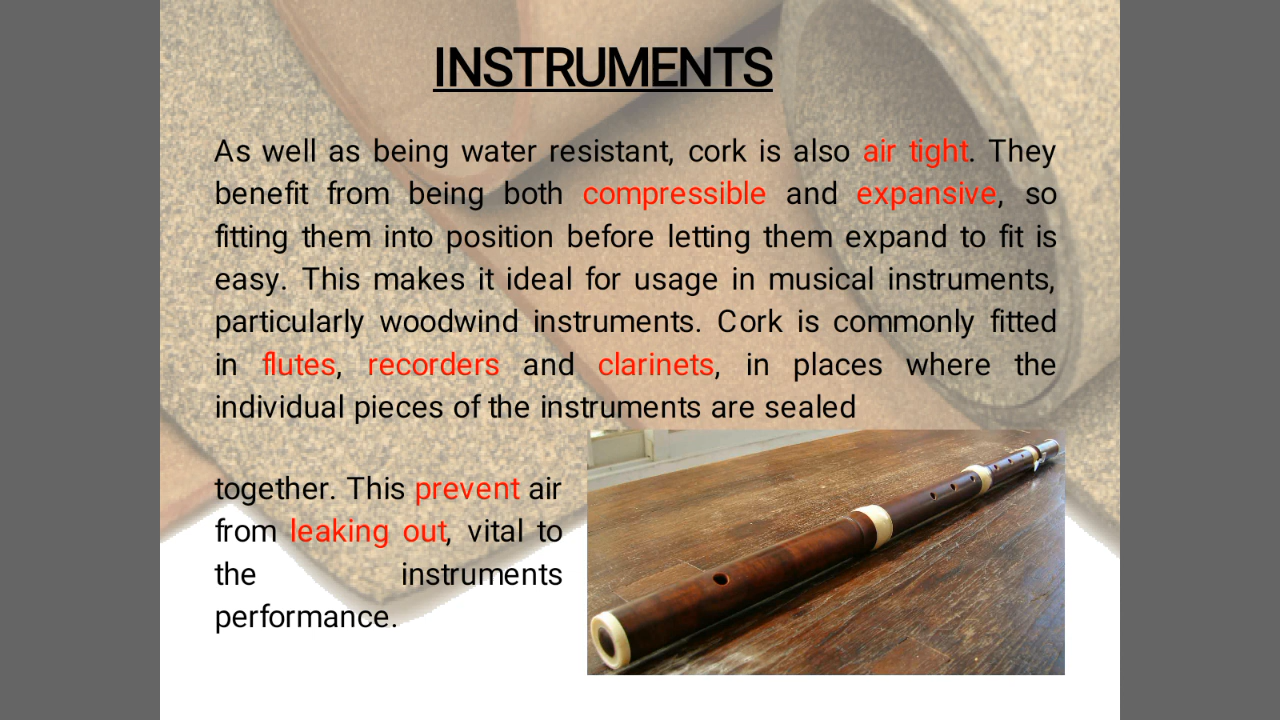 INSTRUMENTS
As well as being water resistant, cork is also air tight. They
benefit from being both compressible and expansive, so
fitting them into position before letting them expand to fit is
easy. This makes it ideal for usage in musical instruments,
particularly woodwind instruments. Cork is commonly fitted
in flutes, recorders and clarinets, in places where the
individual pieces of the instruments are sealed
together. This prevent air
from leaking out, vital to
the instruments
performance.